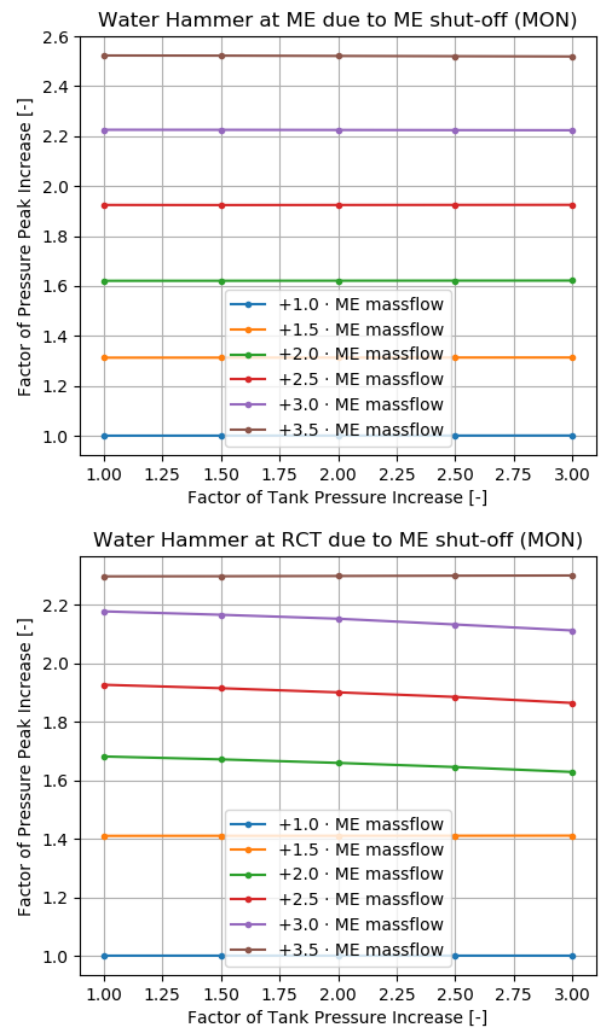 Water Hammer at ME due to ME shut-off (MON)
2.6
2.4
2.2
2.0
1.8
1.6
1.4
1.2
1.0
Factor of Pressure Peak Increase [-]
+1.0 · ME massflow
+1.5 · ME massflow
+2.0 · ME massflow
+2.5 · ME massflow
+3.0 · ME massflow
+3.5 · ME massflow
1.00 1.25 1.50 1.75 2.00 2.25 2.50 2.75 3.00
Factor of Tank Pressure Increase [-]
Water Hammer at RCT due to ME shut-off (MON)
2.2
2.0
1.8
1.6
1.4
1.2
1.0
Factor of Pressure Peak Increase [-]
+1.0 · ME massflow
+1.5 · ME massflow
+2.0 · ME massflow
+2.5 · ME massflow
+3.0 · ME massflow
+3.5 · ME massflow
1.00 1.25 1.50 1.75 2.00 2.25 2.50 2.75 3.00
Factor of Tank Pressure Increase [-]